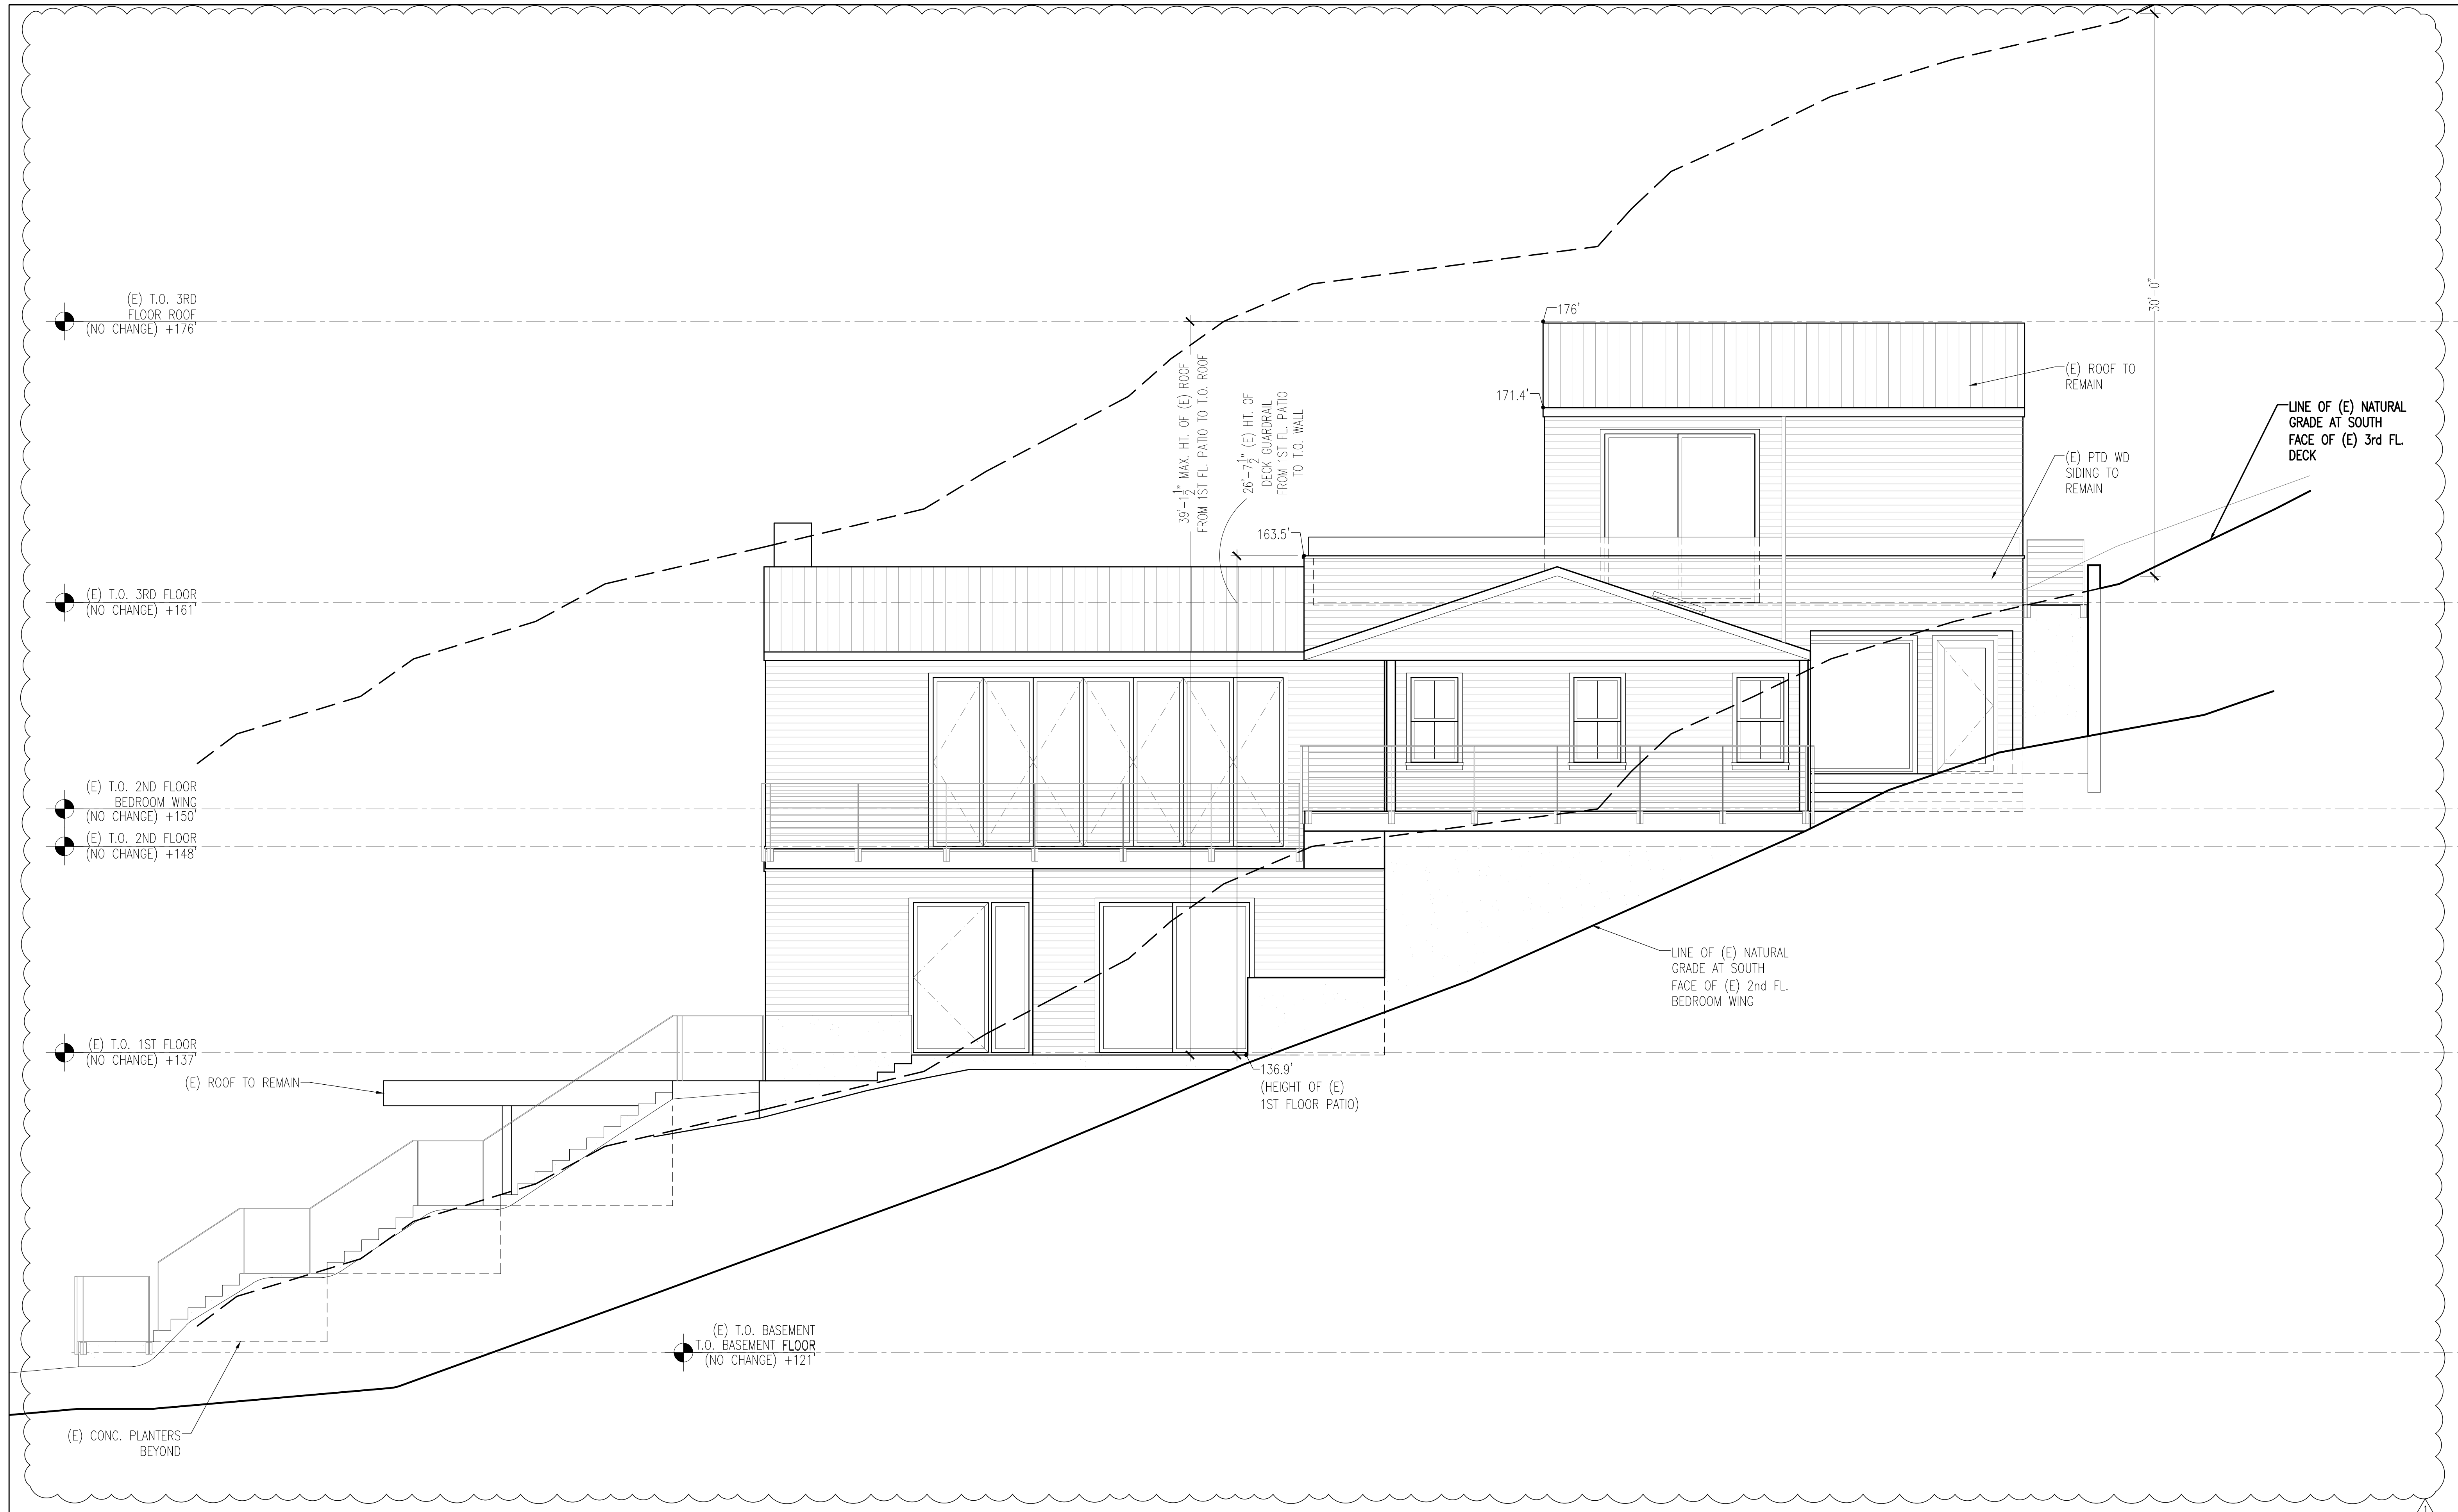 (E) T.O. 3RD
FLOOR ROOF
(NO CHANGE) +176'
(E) T.O. 3RD FLOOR
(NO CHANGE) +161'
(E) T.O. 2ND FLOOR
BEDROOM WING
(NO CHANGE) +150'
(E) T.O. 2ND FLOOR
(NO CHANGE) +148'
(E) T.O. 1ST FLOOR
(NO CHANGE) +137'
(E) ROOF TO REMAIN
(E) CONC. PLANTERS
BEYOND
(E) T.O. BASEMENT
T.O. BASEMENT FLOOR
(NO CHANGE) +121'
39'-1 1/2" MAX. HT. OF (E) ROOF
FROM 1ST FL. PATIO TO T.O. ROOF
26'-7 1/2" (E) HT. OF
DECK GUARDRAIL
FROM 1ST FL. PATIO
TO T.O. WALL
163.5'
176'
171.4'
136.9'
(HEIGHT OF (E)
1ST FLOOR PATIO)
LINE OF (E) NATURAL
GRADE AT SOUTH
FACE OF (E) 2nd FL.
BEDROOM WING
30'-0"
(E) ROOF TO
REMAIN
(E) PTD WD
SIDING TO
REMAIN
LINE OF (E) NATURAL
GRADE AT SOUTH
FACE OF (E) 3rd FL.
DECK
1